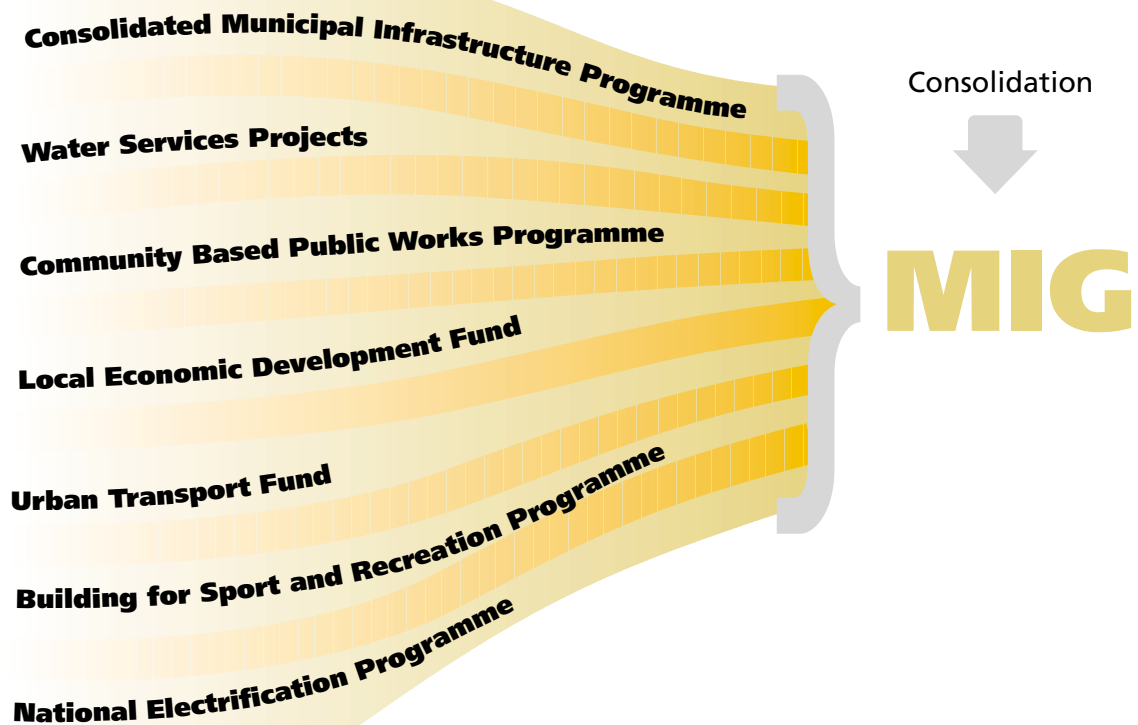 Consolidated Municipal Infrastructure Programme
Water Services Projects
Community Based Public Works Programme
Local Economic Development Fund
Urban Transport Fund
Building for Sport and Recreation Programme
National Electrification Programme
Consolidation
MIG